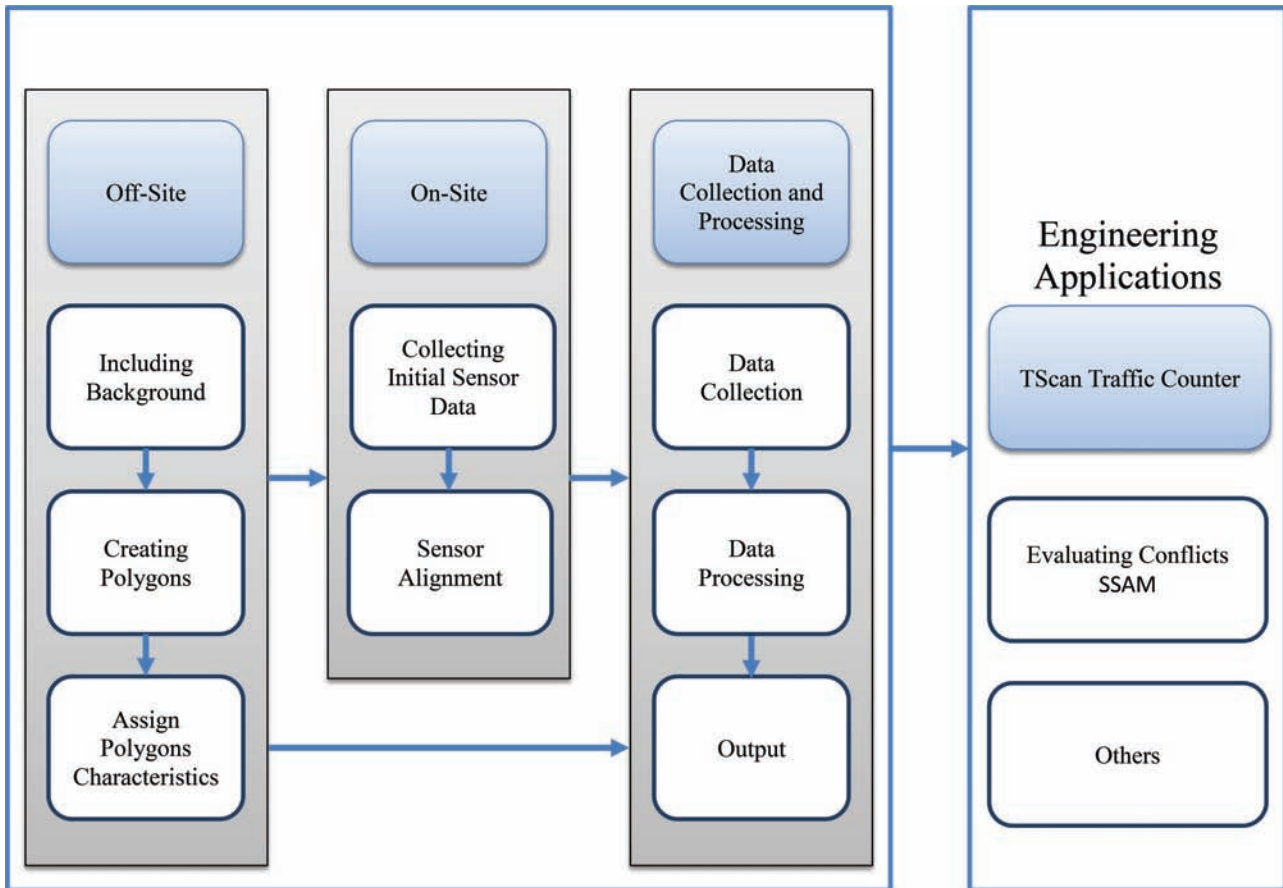 Off-Site
Including
Background
Creating
Polygons
Assign
Polygons
Characteristics
On-Site
Collecting
Initial Sensor
Data
Sensor
Alignment
Data
Collection and
Processing
Data
Collection
Data
Processing
Output
Engineering
Applications
TScan Traffic Counter
Evaluating Conflicts
SSAM
Others